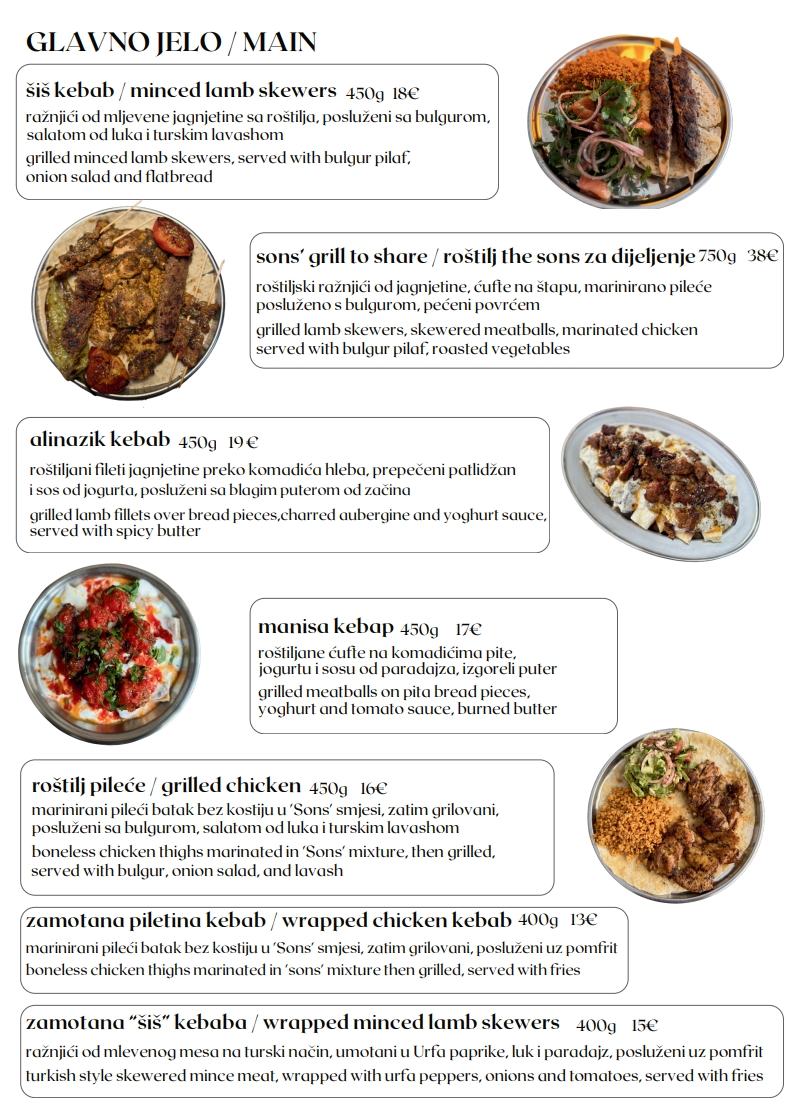 GLAVNO JELO / MAIN
šiš kebab / minced lamb skewers 450g 18€
ražnjići od mljevene jagnjetine sa roštilja, posluženi sa bulgurom,
salatom od luka i turskim lavashom
grilled minced lamb skewers, served with bulgur pilaf,
onion salad and flatbread
sons' grill to share / roštilj the sons za dijeljenje 750g 38€
roštiljski ražnjići od jagnjetine, ćufte na štapu, marinirano pileće
posluženo s bulgurom, pećeni povrćem
grilled lamb skewers, skewered meatballs, marinated chicken
served with bulgur pilaf, roasted vegetables
alinazik kebab 450g 19€
roštiljani fileti jagnjetine preko komadića hleba, prepečeni patlidžan
i sos od jogurta, posluženi sa blagim puterom od začina
grilled lamb fillets over bread pieces,charred aubergine and yoghurt sauce,
served with spicy butter
manisa kebap 450g 17€
roštiljane ćufte na komadićima pite,
jogurtu i sosu od paradajza, izgoreli puter
grilled meatballs on pita bread pieces,
yoghurt and tomato sauce, burned butter
roštilj pileće / grilled chicken 450g 16€
marinirani pileći batak bez kostiju u 'Sons' smjesi, zatim grilovani,
posluženi sa bulgurom, salatom od luka i turskim lavashom
boneless chicken thighs marinated in 'Sons' mixture, then grilled,
served with bulgur, onion salad, and lavash
zamotana piletina kebab / wrapped chicken kebab 400g 13€
marinirani pileći batak bez kostiju u 'Sons' smjesi, zatim grilovani, posluženi uz pomfrit
boneless chicken thighs marinated in 'sons' mixture then grilled, served with fries
zamotana "šiš" kebaba / wrapped minced lamb skewers 400g 15€
ražnjići od mlevenog mesa na turski način, umotani u Urfa paprike, luk i paradajz, posluženi uz pomfrit
turkish style skewered mince meat, wrapped with urfa peppers, onions and tomatoes, served with fries